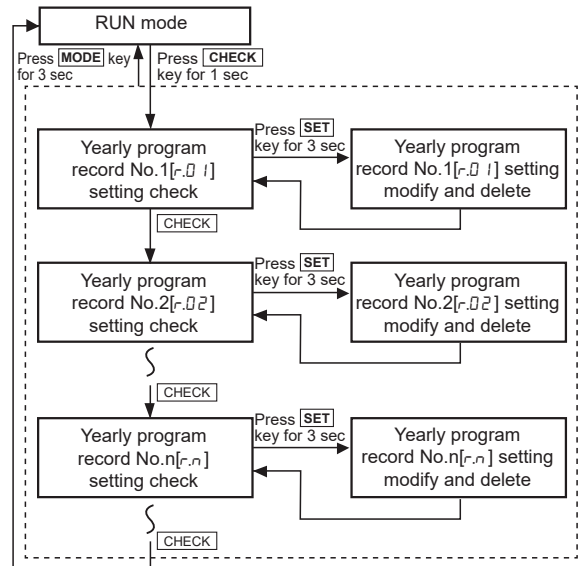 RUN mode
Press MODE key
for 3 sec
Press CHECK
key for 1 sec
Yearly program
record No.1[r.01]
setting check
Press SET
key for 3 sec
Yearly program
record No.1[r.01] setting
modify and delete
CHECK
Yearly program
record No.2[r.02]
setting check
Press SET
key for 3 sec
Yearly program
record No.2[r.02] setting
modify and delete
CHECK
Yearly program
record No.n[r.n]
setting check
Press SET
key for 3 sec
Yearly program
record No.n[r.n] setting
modify and delete
CHECK